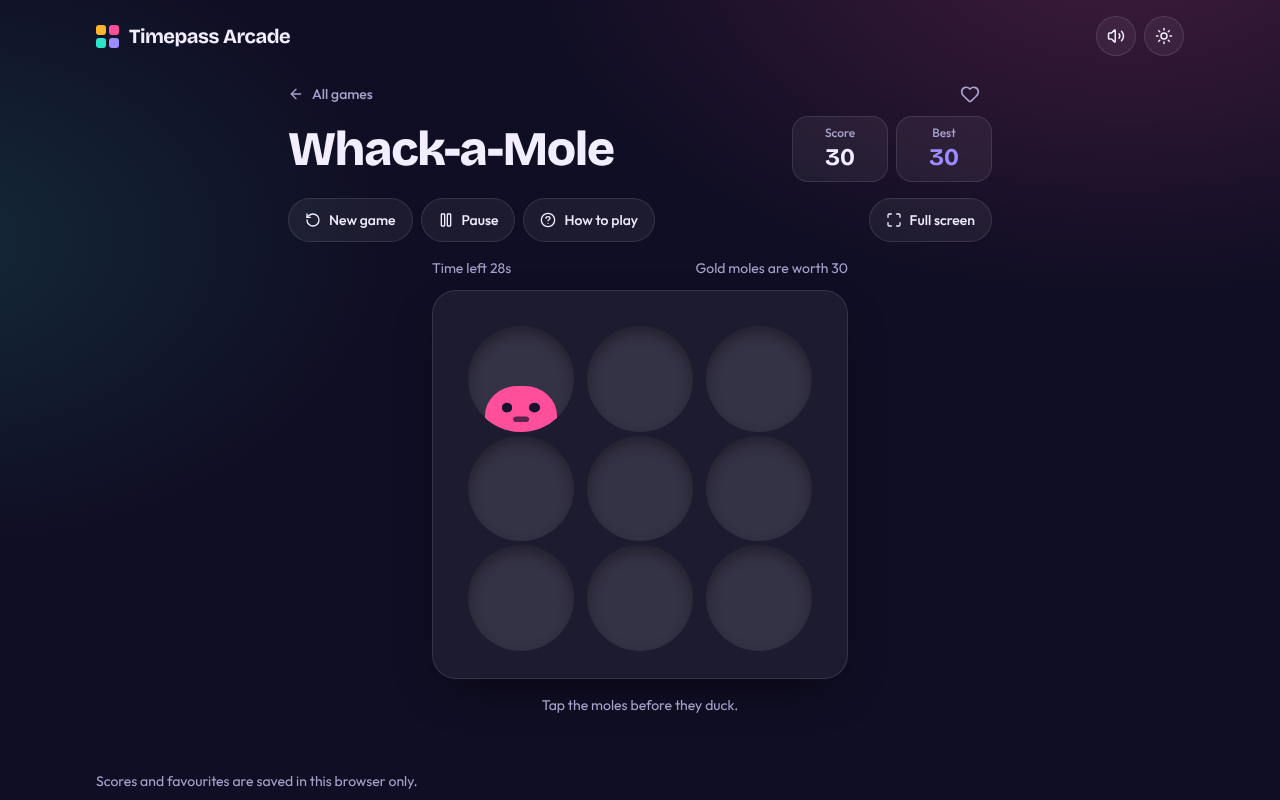 Timepass Arcade
All games
Whack-a-Mole
Score
30
Best
30
New game
Pause
How to play
Full screen
Time left 28s
Gold moles are worth 30
Tap the moles before they duck.
Scores and favourites are saved in this browser only.